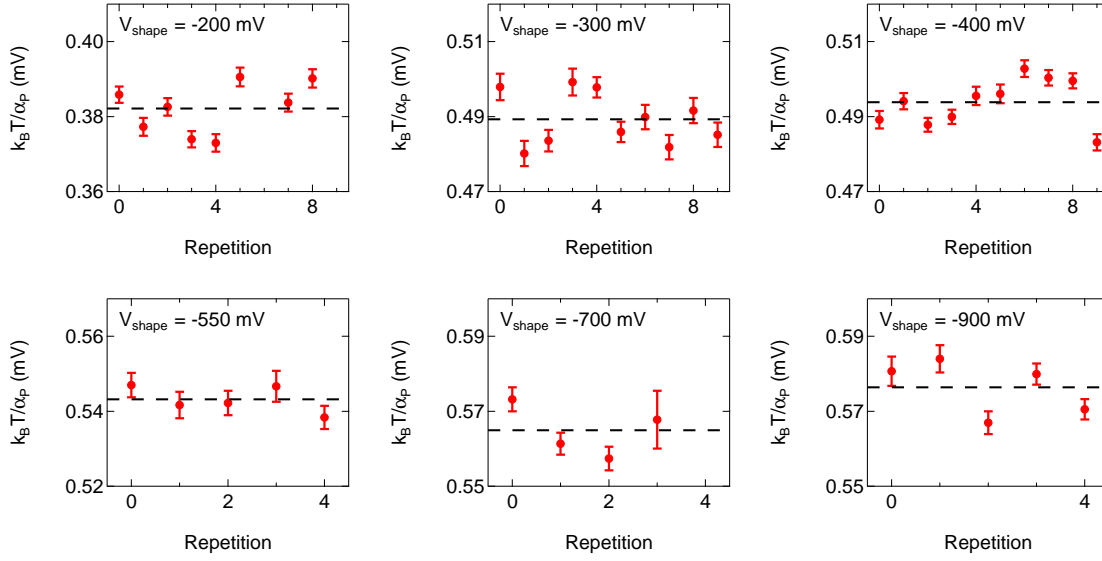 V_shape = -200 mV
k_B T/α_P (mV)
0.40
0.38
0.36
0 4 8
Repetition
V_shape = -300 mV
k_B T/α_P (mV)
0.51
0.49
0.47
0 4 8
Repetition
V_shape = -400 mV
k_B T/α_P (mV)
0.51
0.49
0.47
0 4 8
Repetition
V_shape = -550 mV
k_B T/α_P (mV)
0.56
0.54
0.52
0 2 4
Repetition
V_shape = -700 mV
k_B T/α_P (mV)
0.59
0.57
0.55
0 2 4
Repetition
V_shape = -900 mV
k_B T/α_P (mV)
0.59
0.57
0.55
0 2 4
Repetition